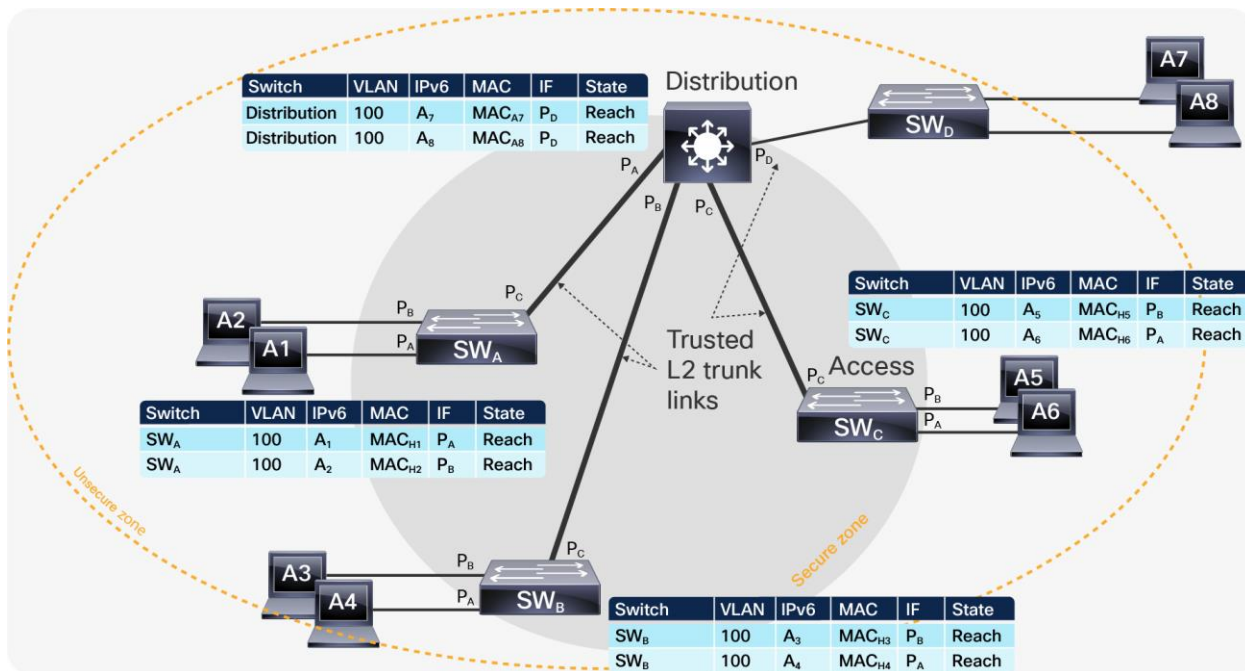 Switch VLAN IPv6 MAC IF State
Distribution 100 A7 MACA7 PD Reach
Distribution 100 A8 MACA8 PD Reach
Distribution
A7
A8
SWD
PD
PA
PB
PC
Switch VLAN IPv6 MAC IF State
SWC 100 A5 MACH5 PB Reach
SWC 100 A6 MACH6 PA Reach
A2
A1
PB
PA
PC
SWA
Trusted
L2 trunk
links
Access
PC
SWC
PB
PA
A5
A6
Switch VLAN IPv6 MAC IF State
SWA 100 A1 MACH1 PA Reach
SWA 100 A2 MACH2 PB Reach
Unsecure zone
Secure zone
A3
A4
PB
PA
PC
SWB
Switch VLAN IPv6 MAC IF State
SWB 100 A3 MACH3 PB Reach
SWB 100 A4 MACH4 PA Reach